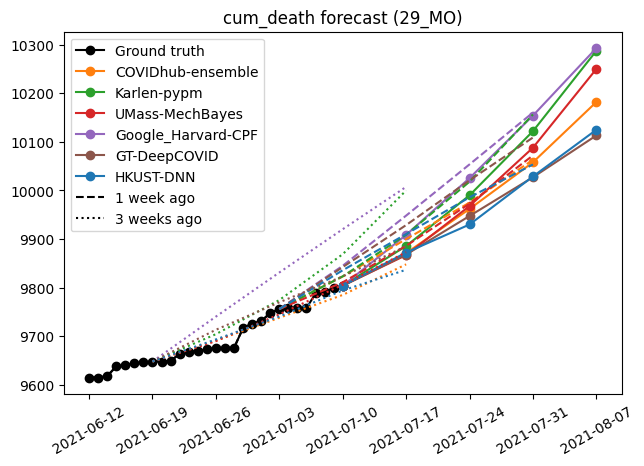 cum_death forecast (29_MO)
10300
10200
10100
10000
9900
9800
9700
9600
Ground truth
COVIDhub-ensemble
Karlen-pypm
UMass-MechBayes
Google_Harvard-CPF
GT-DeepCOVID
HKUST-DNN
1 week ago
3 weeks ago
2021-06-12
2021-06-19
2021-06-26
2021-07-03
2021-07-10
2021-07-17
2021-07-24
2021-07-31
2021-08-07